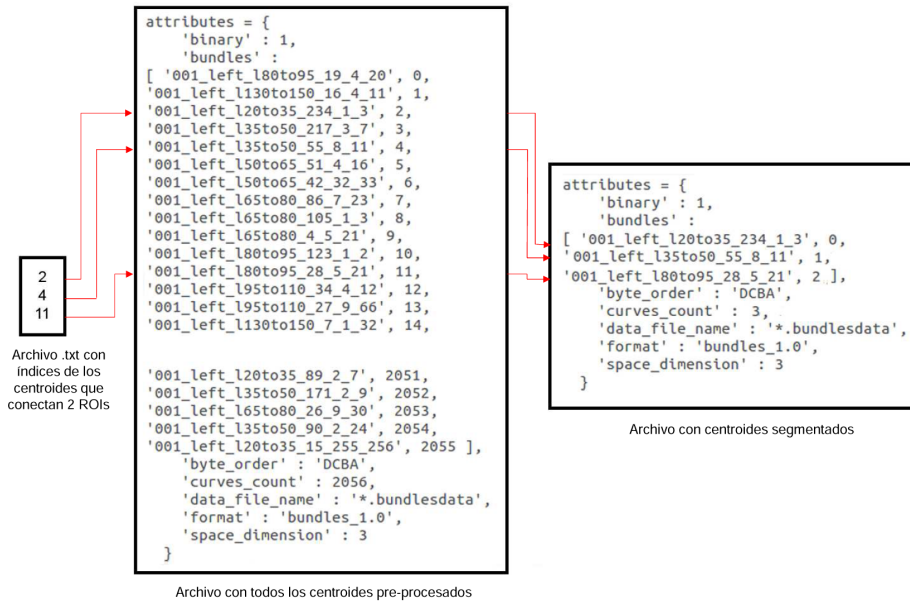 2
4
11
Archivo .txt con
índices de los
centroides que
conectan 2 ROIs
attributes = {
'binary' : 1,
'bundles' :
[ '001_left_l80to95_19_4_20', 0,
'001_left_l130to150_16_4_11', 1,
'001_left_l20to35_234_1_3', 2,
'001_left_l35to50_217_3_7', 3,
'001_left_l35to50_55_8_11', 4,
'001_left_l50to65_51_4_16', 5,
'001_left_l50to65_42_32_33', 6,
'001_left_l65to80_86_7_23', 7,
'001_left_l65to80_105_1_3', 8,
'001_left_l65to80_4_5_21', 9,
'001_left_l80to95_123_1_2', 10,
'001_left_l80to95_28_5_21', 11,
'001_left_l95to110_34_4_12', 12,
'001_left_l95to110_27_9_66', 13,
'001_left_l130to150_7_1_32', 14,
'001_left_l20to35_89_2_7', 2051,
'001_left_l35to50_171_2_9', 2052,
'001_left_l65to80_26_9_30', 2053,
'001_left_l35to50_90_2_24', 2054,
'001_left_l20to35_15_255_256', 2055 ],
'byte_order' : 'DCBA',
'curves_count' : 2056,
'data_file_name' : '*.bundlesdata',
'format' : 'bundles_1.0',
'space_dimension' : 3
}
Archivo con todos los centroides pre-procesados
attributes = {
'binary' : 1,
'bundles' :
[ '001_left_l20to35_234_1_3', 0,
'001_left_l35to50_55_8_11', 1,
'001_left_l80to95_28_5_21', 2 ],
'byte_order' : 'DCBA',
'curves_count' : 3,
'data_file_name' : '*.bundlesdata',
'format' : 'bundles_1.0',
'space_dimension' : 3
}
Archivo con centroides segmentados